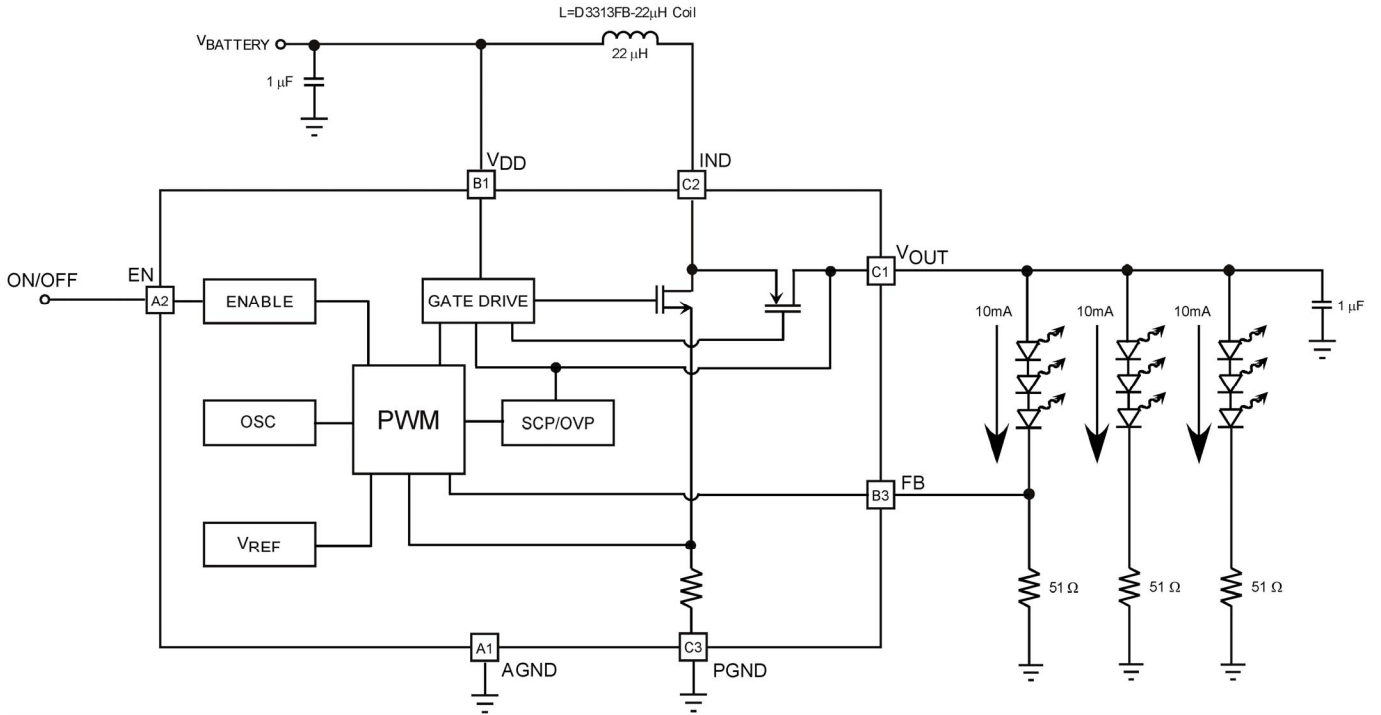 L=D3313FB-22μH Coil
VBATTERY
22 μH
1 μF
VDD
IND
B1
C2
VOUT
EN
C1
ON/OFF
A2
ENABLE
GATE DRIVE
10mA
10mA
10mA
1 μF
OSC
PWM
SCP/OVP
FB
B3
VREF
51 Ω
51 Ω
51 Ω
A1
C3
AGND
PGND